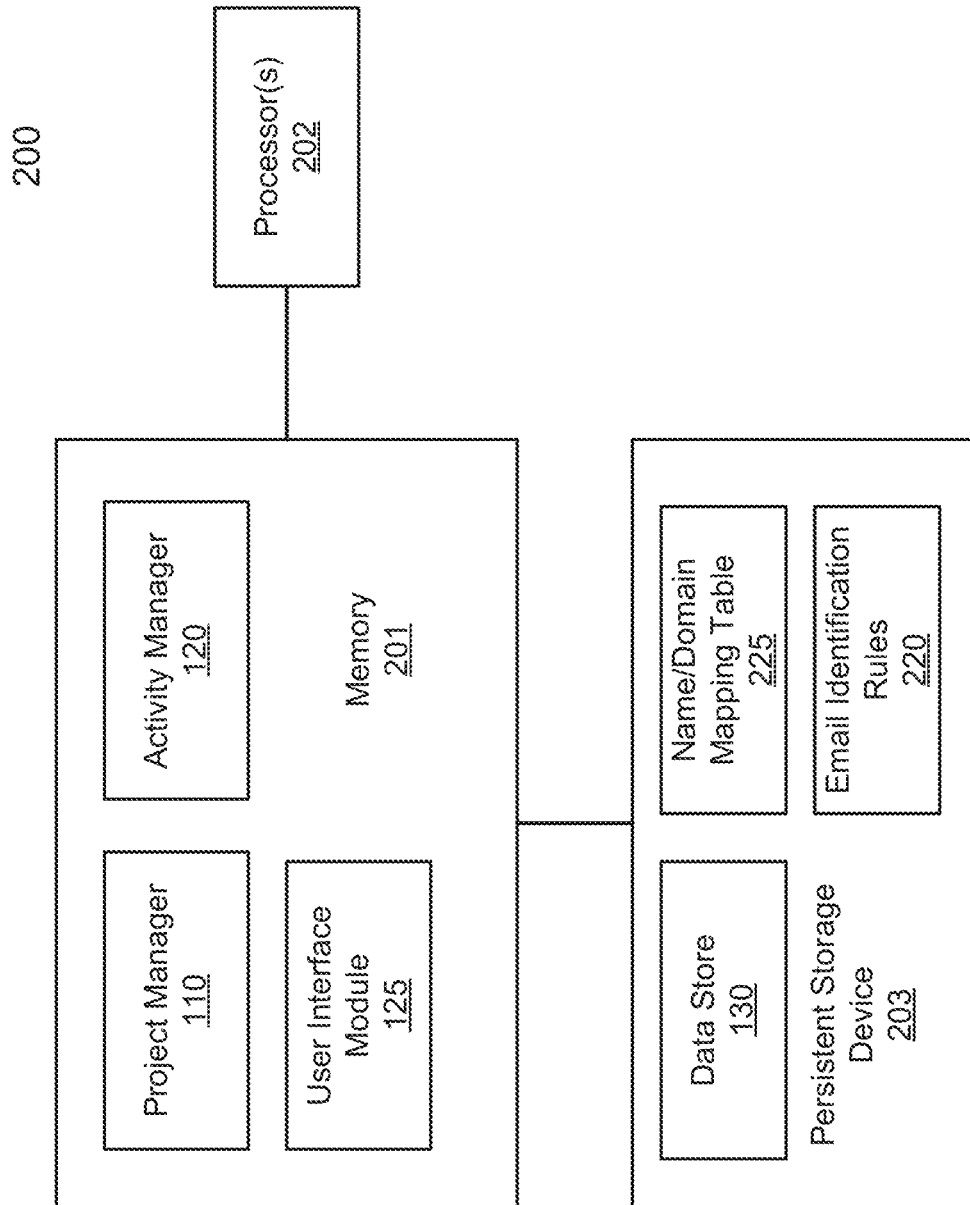 200
Project Manager
110
Activity Manager
120
User Interface
Module
125
Memory
201
Processor(s)
202
Data Store
130
Name/Domain
Mapping Table
225
Persistent Storage
Device
203
Email Identification
Rules
220